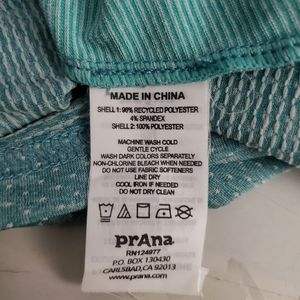 MADE IN CHINA
SHELL 1: 96% RECYCLED POLYESTER
4% SPANDEX
SHELL 2: 100% POLYESTER
MACHINE WASH COLD
GENTLE CYCLE
WASH DARK COLORS SEPARATELY
NON-CHLORINE BLEACH WHEN NEEDED
DO NOT USE FABRIC SOFTENERS
LINE DRY
COOL IRON IF NEEDED
DO NOT DRY CLEAN
prAna
RN124977
P.O. BOX 130430
CARLSBAD, CA 92013
www.prana.com